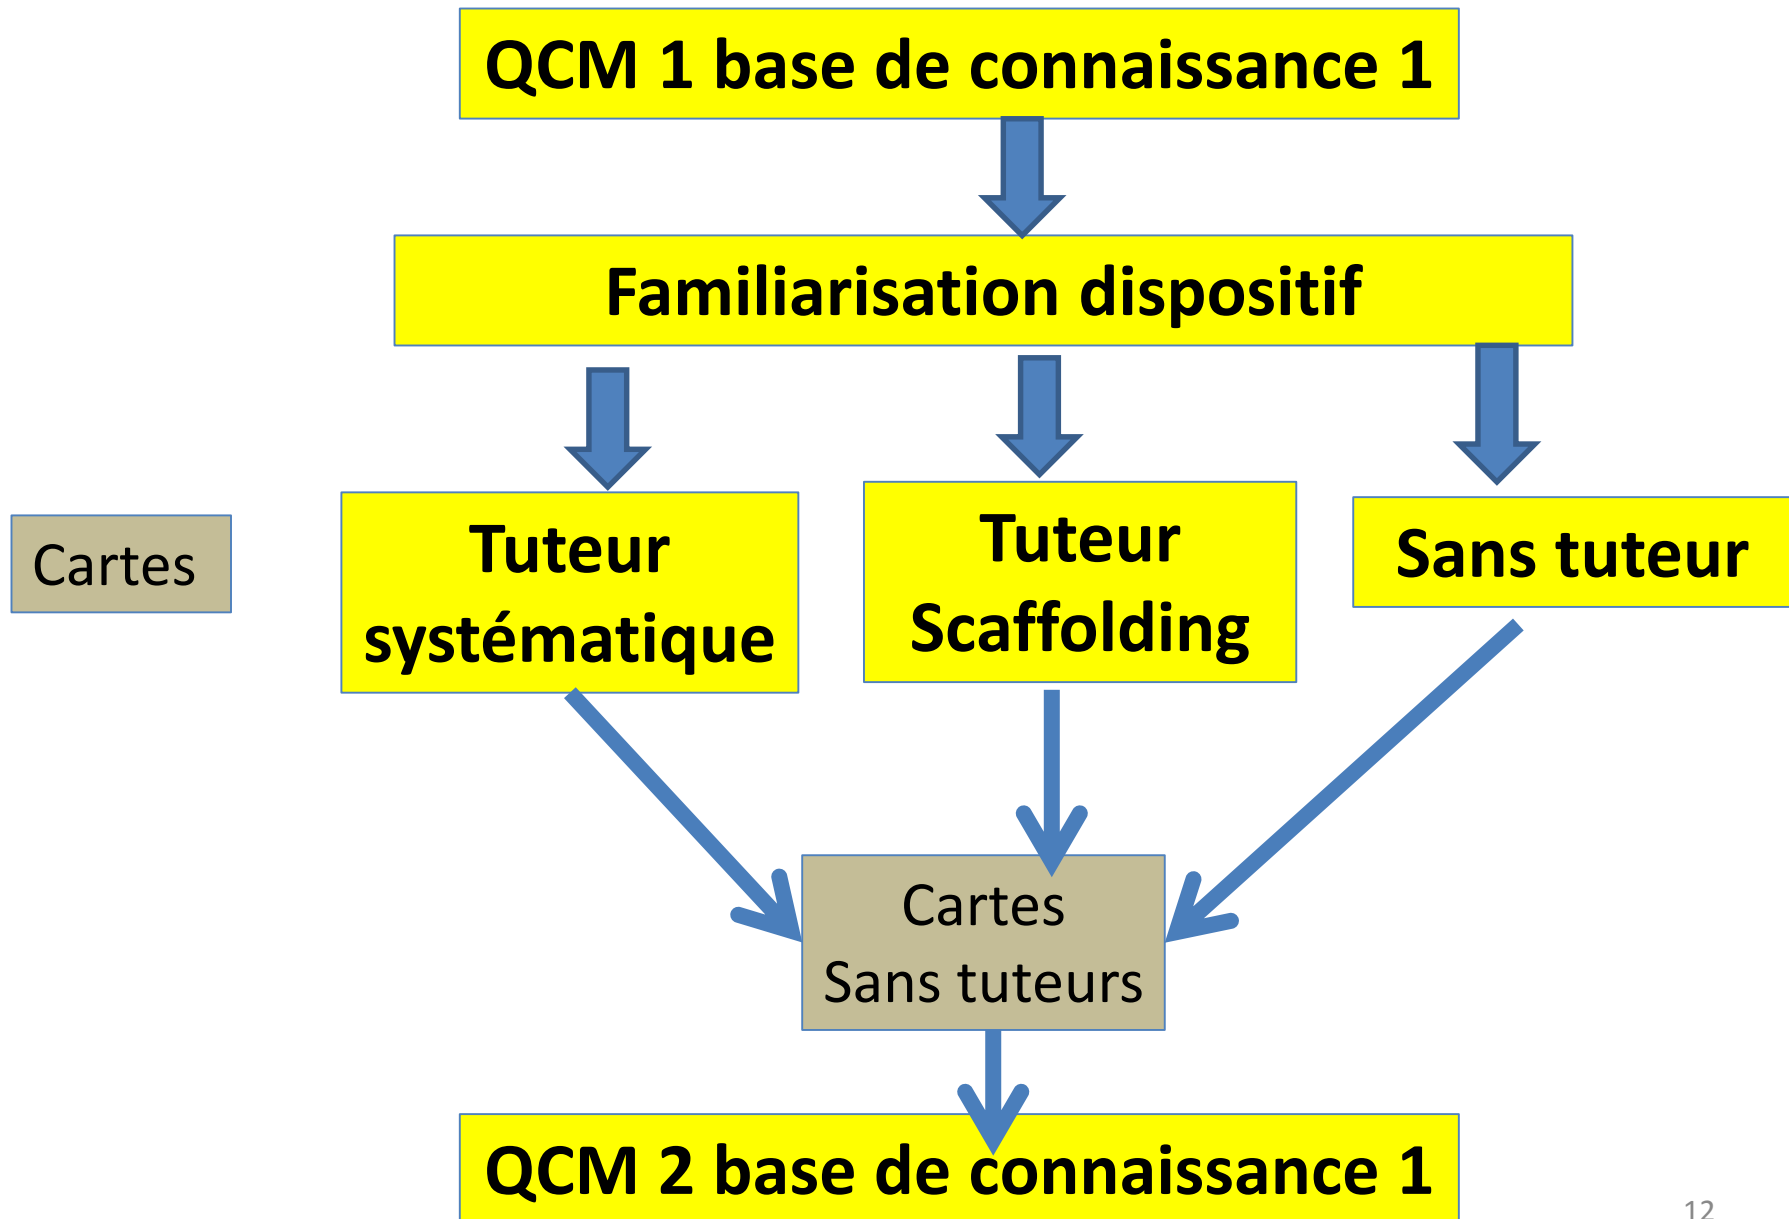 QCM 1 base de connaissance 1
Familiarisation dispositif
Cartes
Tuteur
systématique
Tuteur
Scaffolding
Sans tuteur
Cartes
Sans tuteurs
QCM 2 base de connaissance 1
12